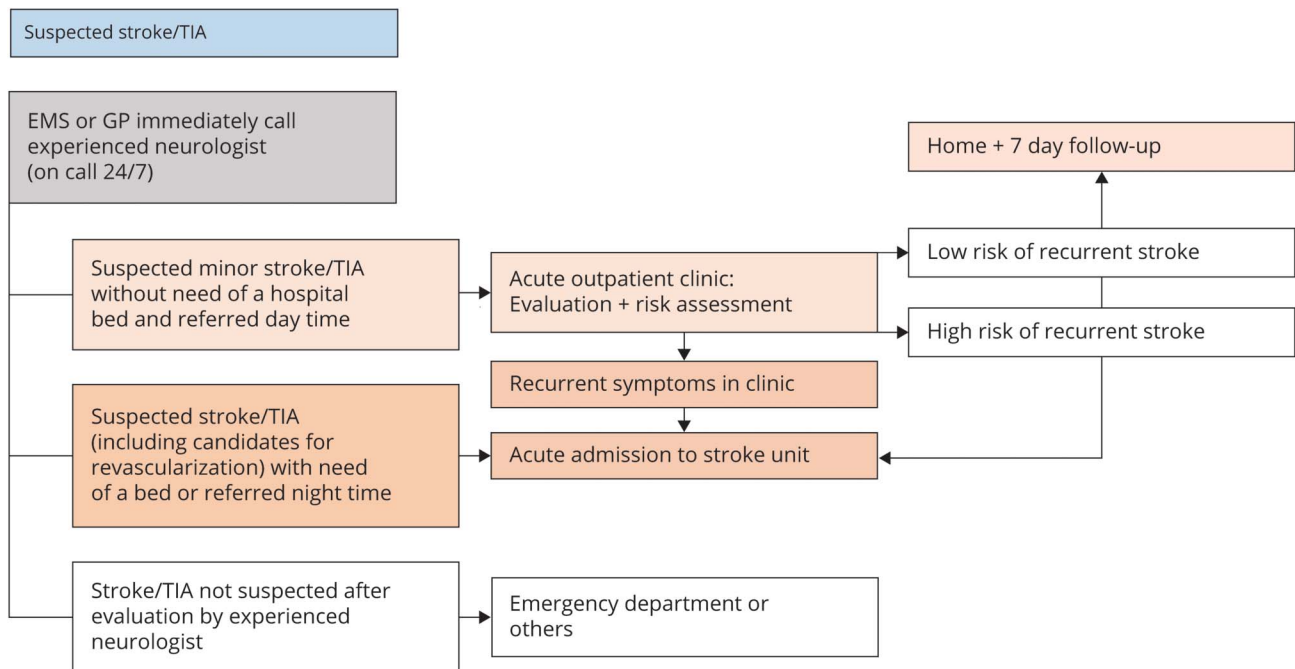 Suspected stroke/TIA
EMS or GP immediately call
experienced neurologist
(on call 24/7)
Home + 7 day follow-up
Suspected minor stroke/TIA
without need of a hospital
bed and referred day time
Acute outpatient clinic:
Evaluation + risk assessment
Low risk of recurrent stroke
High risk of recurrent stroke
Recurrent symptoms in clinic
Suspected stroke/TIA
(including candidates for
revascularization) with need
of a bed or referred night time
Acute admission to stroke unit
Stroke/TIA not suspected after
evaluation by experienced
neurologist
Emergency department or
others